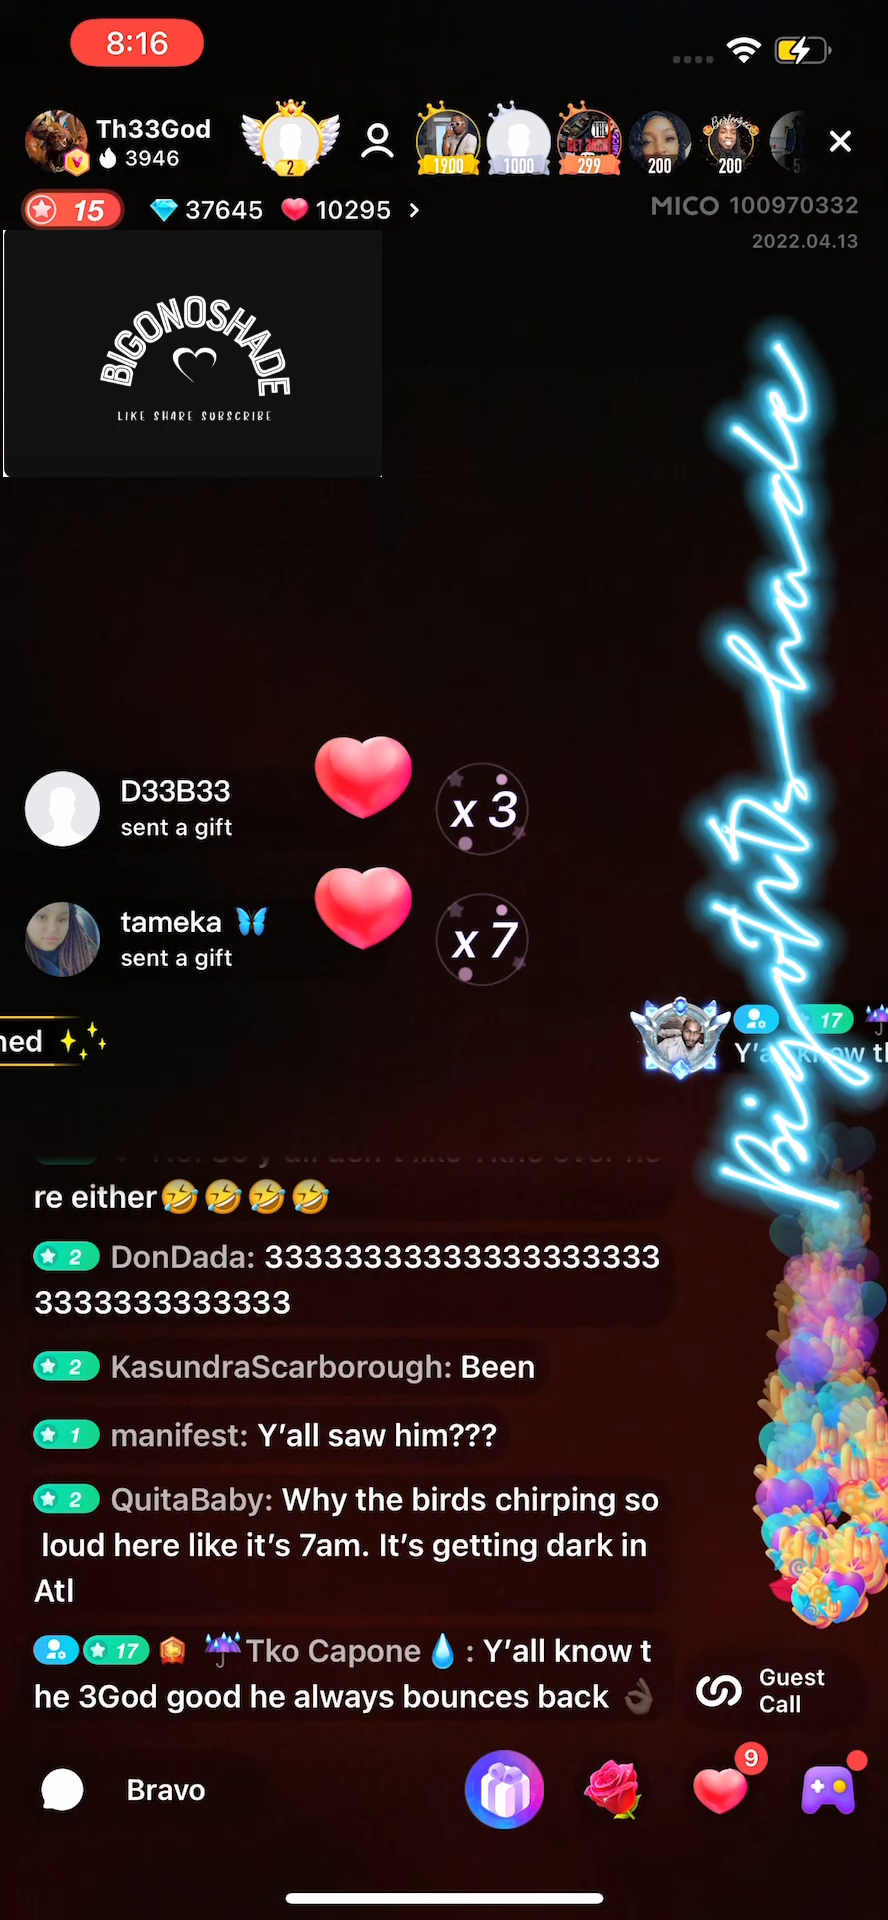 8:16
Th33God
3946
2
1900
1000
299
200
200
15
37645
10295
MICO 100970332
2022.04.13
BIGONOSHADE
LIKE SHARE SUBSCRIBE
D33B33
sent a gift
x 3
tameka
sent a gift
x 7
ned ✨
17
know
re either🤣🤣🤣🤣
2 DonDada: 33333333333333333333333
3333333333333
2 KasundraScarborough: Been
1 manifest: Y'all saw him???
2 QuitaBaby: Why the birds chirping so
loud here like it's 7am. It's getting dark in
Atl
17 ☔Tko Capone💧: Y'all know t
he 3God good he always bounces back 👌🏿
Guest
Call
Bravo
9